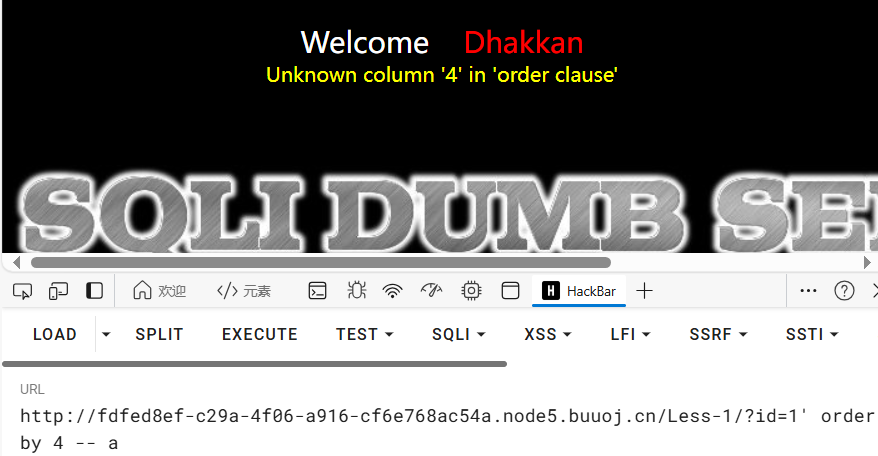 Welcome Dhakkan
Unknown column '4' in 'order clause'
SQLI DUMB SE
欢迎 元素 HackBar
LOAD SPLIT EXECUTE TEST SQLI XSS LFI SSRF SSTI
URL
http://fdfed8ef-c29a-4f06-a916-cf6e768ac54a.node5.buuoj.cn/Less-1/?id=1' order
by 4 -- a